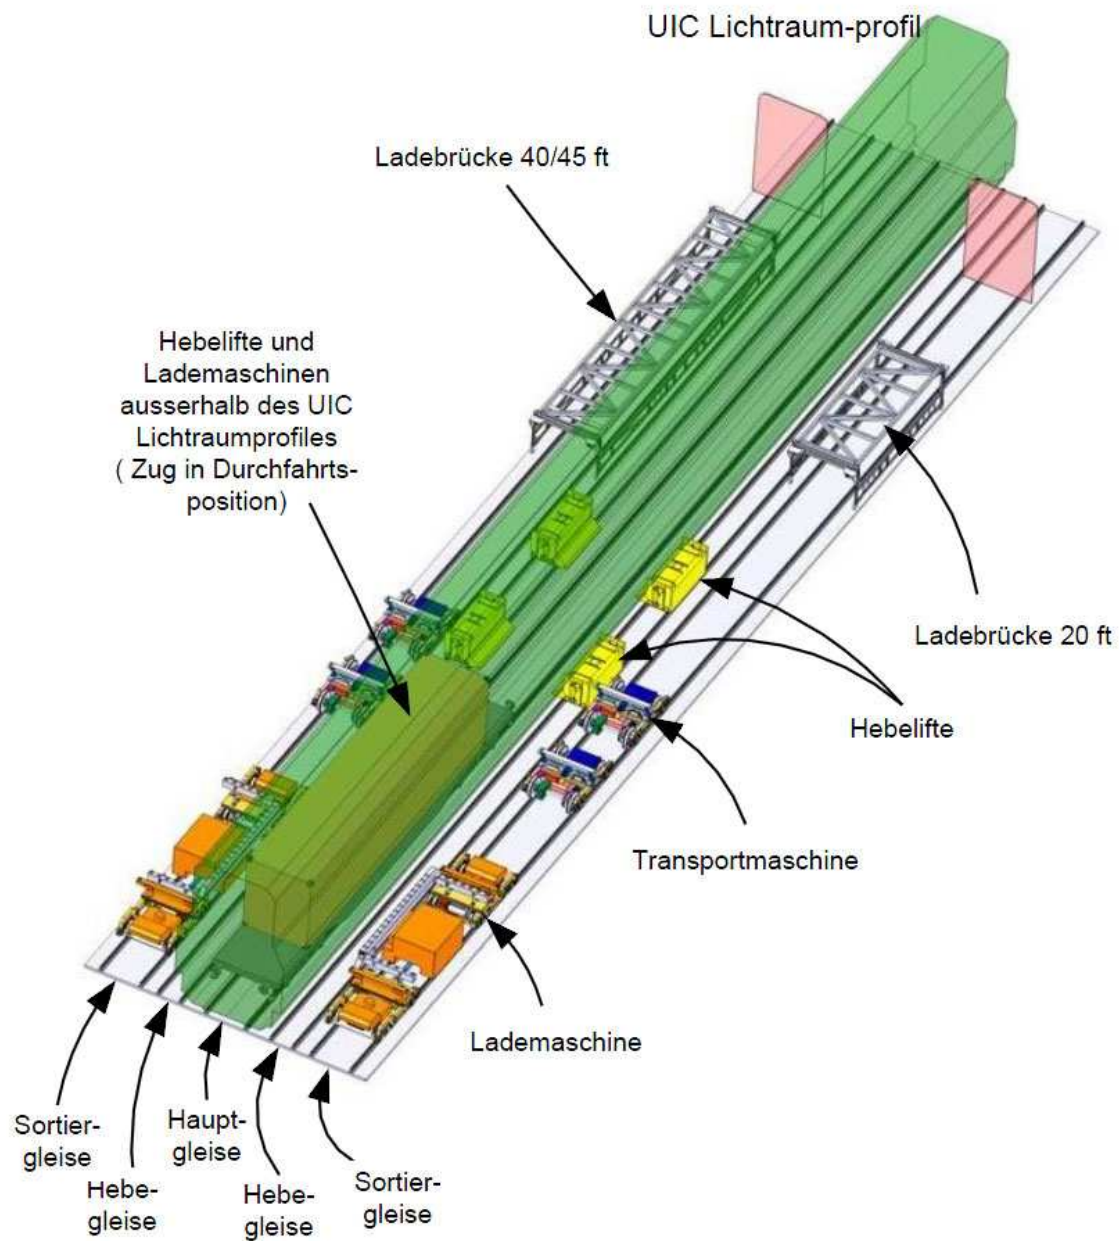 UIC Lichtraum-profil
Ladebrücke 40/45 ft
Hebelifte und
Lademaschinen
ausserhalb des UIC
Lichtraumprofiles
( Zug in Durchfahrts-
position)
Ladebrücke 20 ft
Hebelifte
Transportmaschine
Lademaschine
Sortier-
gleise
Hebe-
gleise
Haupt-
gleise
Hebe-
gleise
Sortier-
gleise